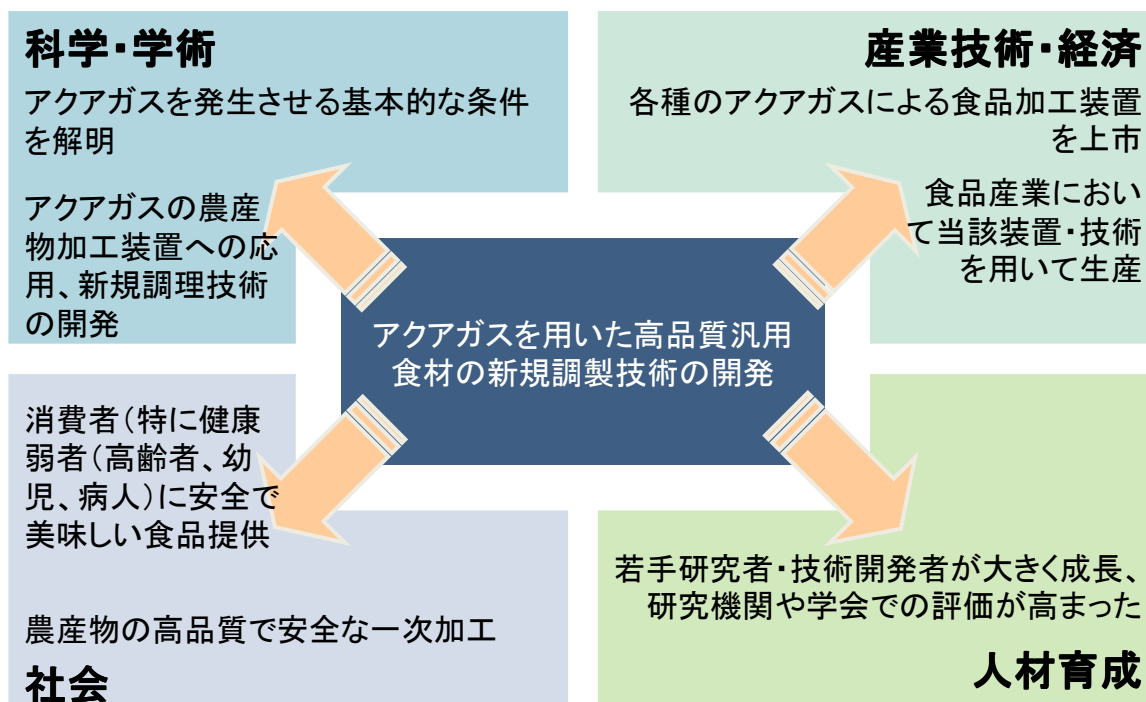 科学・学術
アクアガスを発生させる基本的な条件
を解明
アクアガスの農産
物加工装置への応
用、新規調理技術
の開発
産業技術・経済
各種のアクアガスによる食品加工装置
を上市
食品産業におい
て当該装置・技術
を用いて生産
アクアガスを用いた高品質汎用
食材の新規調製技術の開発
消費者(特に健康
弱者(高齢者、幼
児、病人)に安全で
美味しい食品提供
農産物の高品質で安全な一次加工
社会
若手研究者・技術開発者が大きく成長、
研究機関や学会での評価が高まった
人材育成